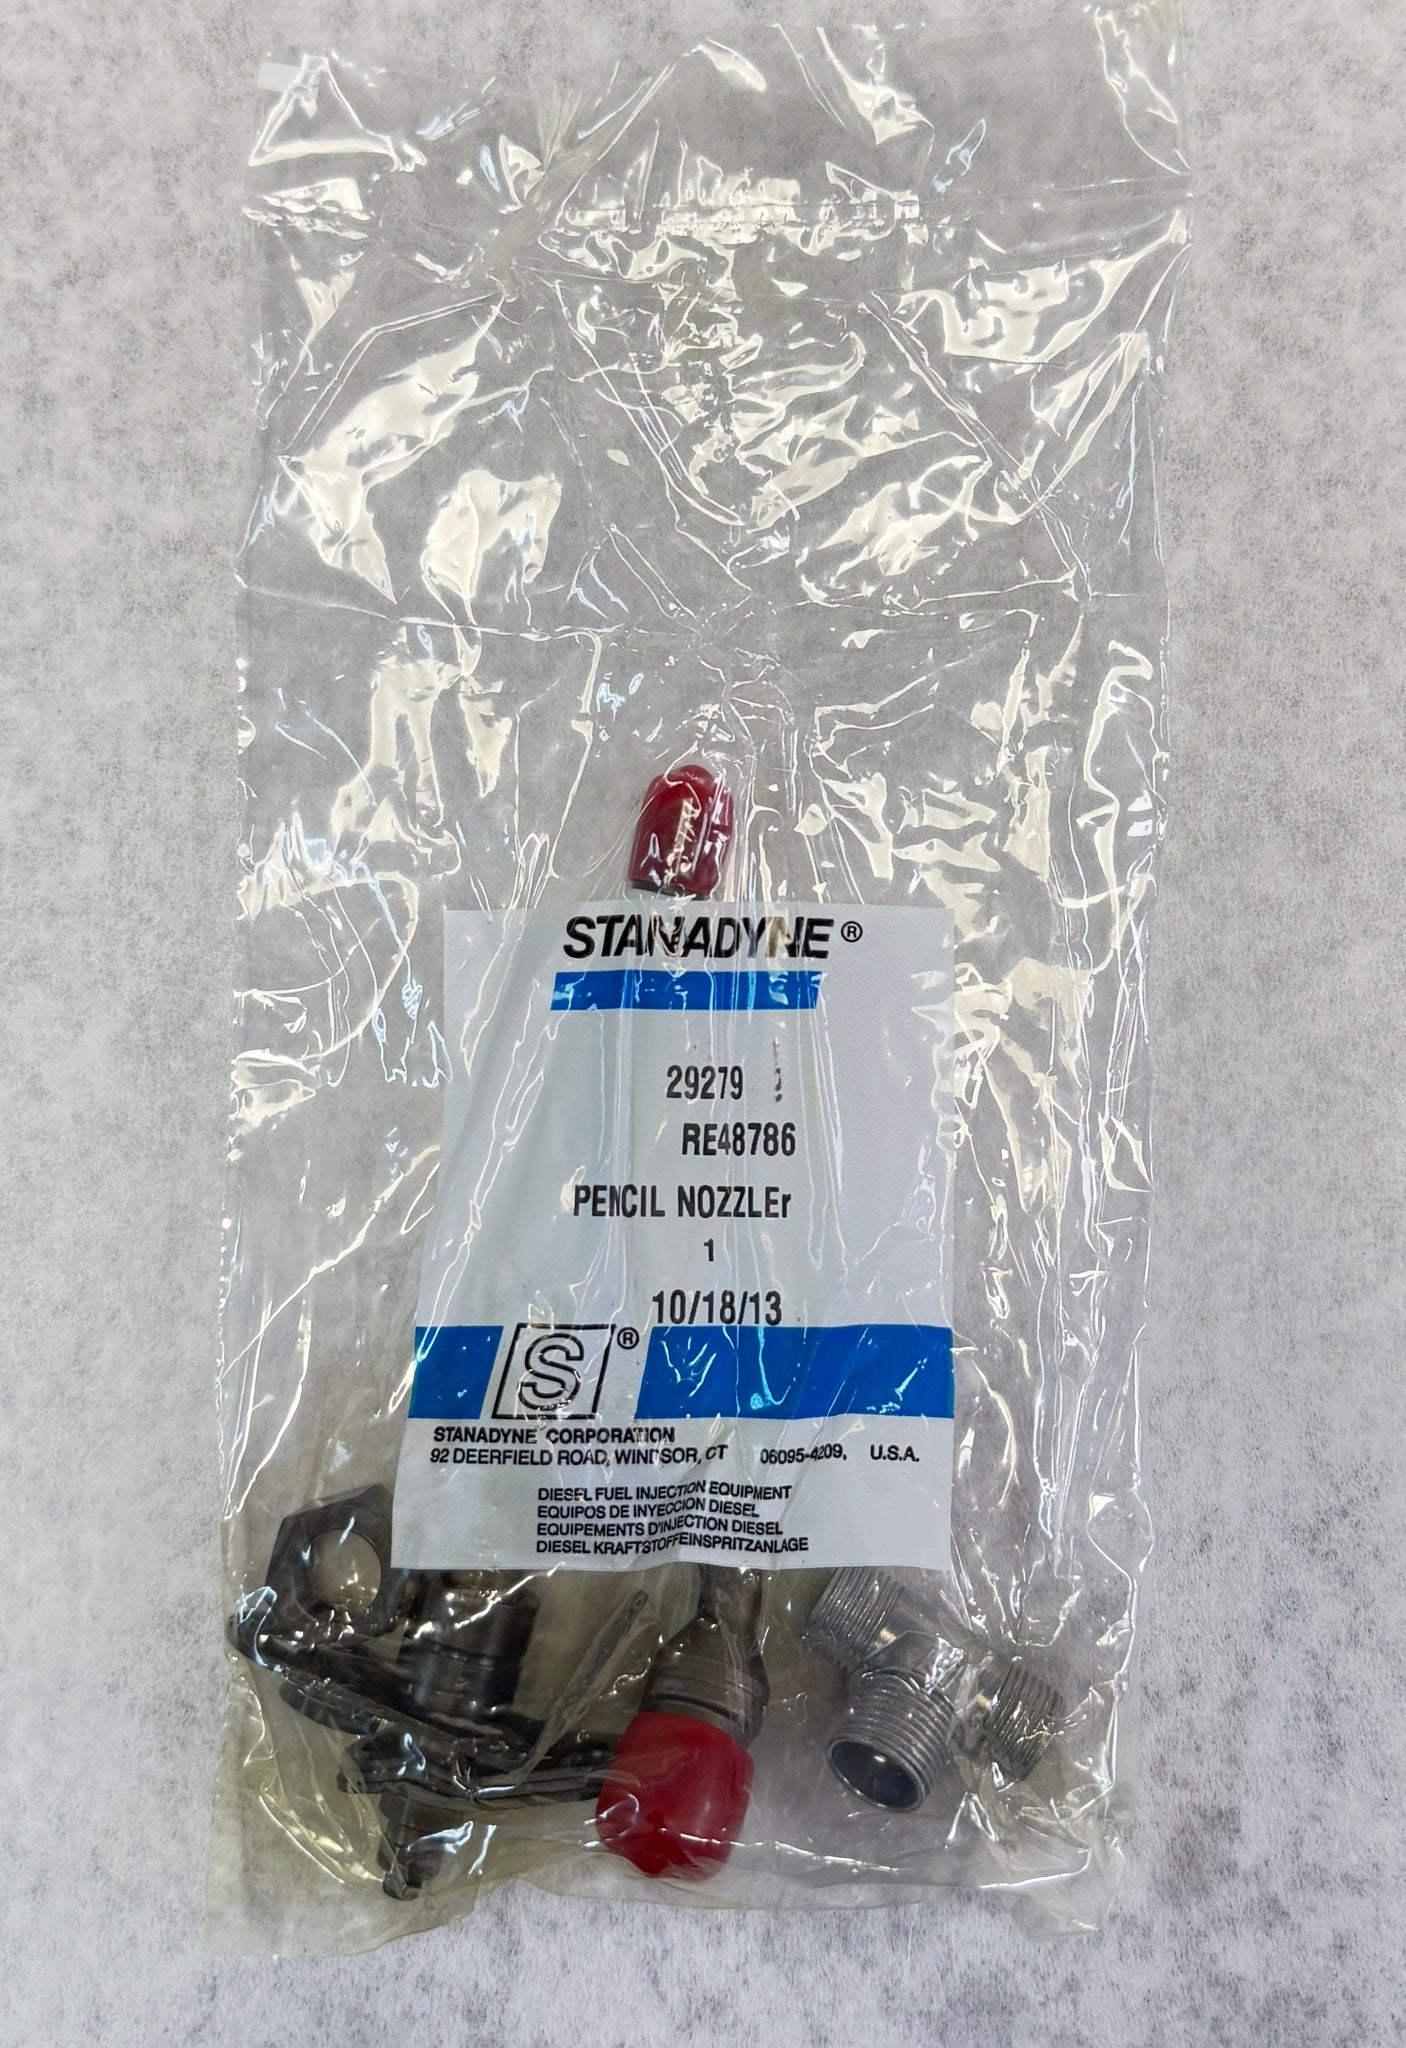 STANADYNE®
29279
RE48786
PENCIL NOZZLEr
1
10/18/13
S®
STANADYNE CORPORATION
92 DEERFIELD ROAD, WINDSOR, CT 06095-4209, U.S.A.
DIESEL FUEL INJECTION EQUIPMENT
EQUIPOS DE INYECCION DIESEL
EQUIPEMENTS D'INJECTION DIESEL
DIESEL KRAFTSTOFFEINSPRITZANLAGE